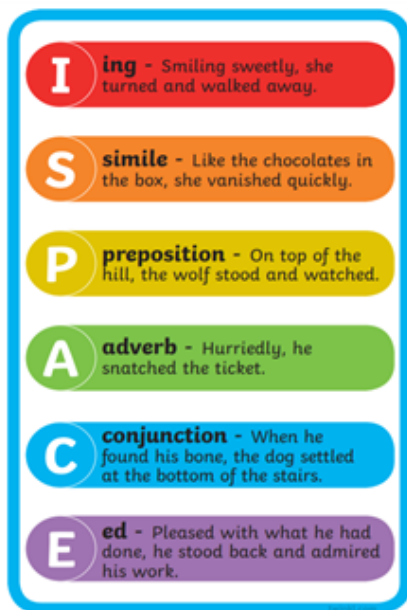 I
ing - Smiling sweetly, she
turned and walked away.
S
simile - Like the chocolates in
the box, she vanished quickly.
P
preposition - On top of the
hill, the wolf stood and watched.
A
adverb - Hurriedly, he
snatched the ticket.
C
conjunction - When he
found his bone, the dog settled
at the bottom of the stairs.
E
ed - Pleased with what he had
done, he stood back and admired
his work.